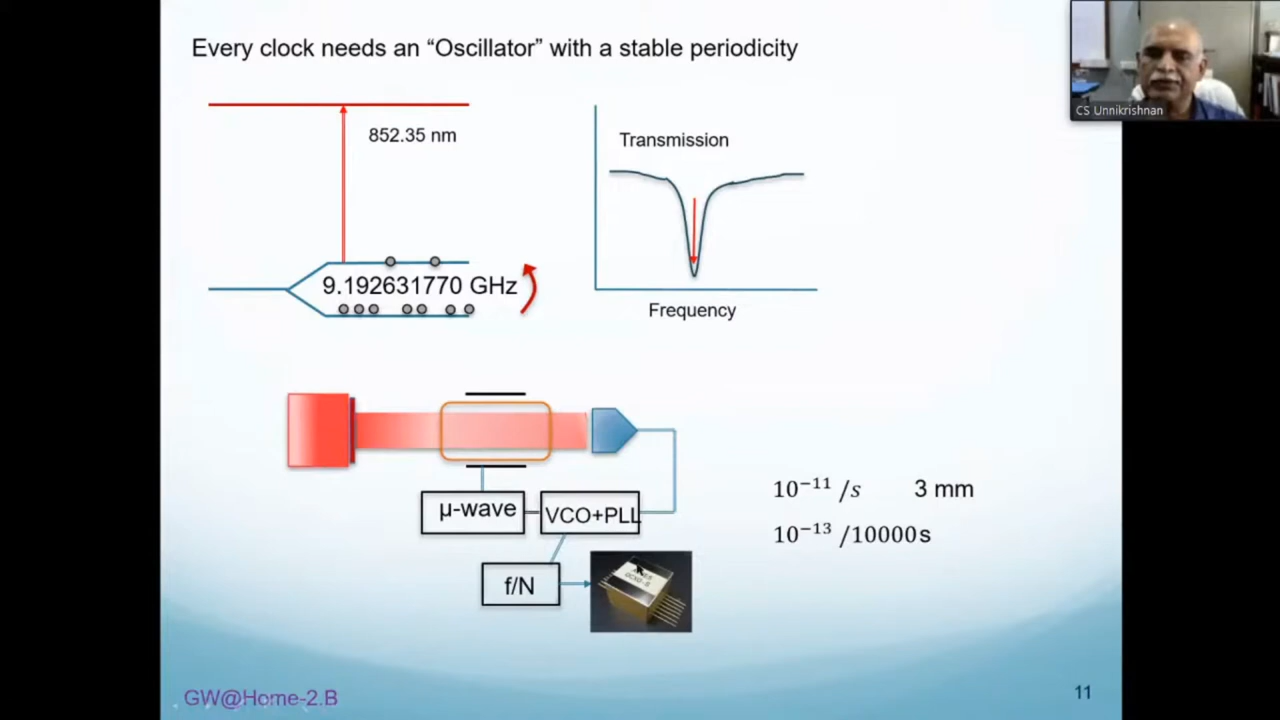 Every clock needs an “Oscillator” with a stable periodicity
CS Unnikrishnan
852.35 nm
Transmission
9.192631770 GHz
Frequency
10⁻¹¹ /s 3 mm
μ-wave
VCO+PLL
10⁻¹³ /10000s
f/N
OCXO-S
GW@Home-2.B
11